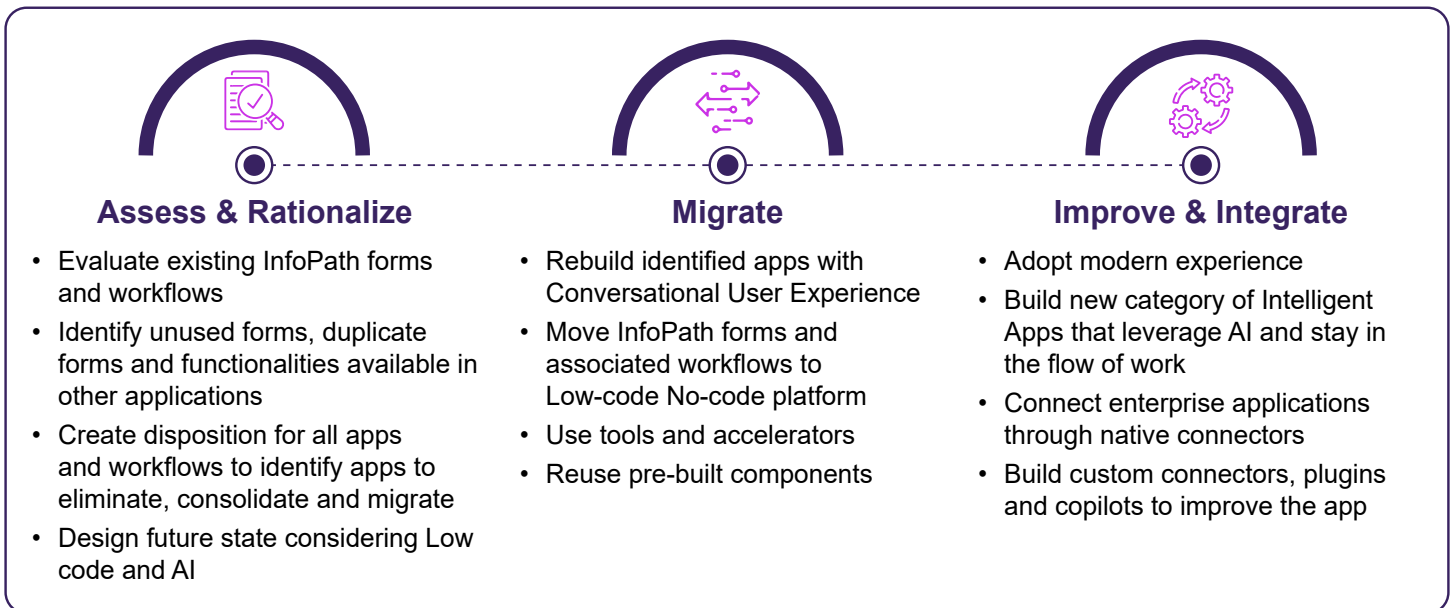 Assess & Rationalize
• Evaluate existing InfoPath forms
and workflows
• Identify unused forms, duplicate
forms and functionalities available in
other applications
• Create disposition for all apps
and workflows to identify apps to
eliminate, consolidate and migrate
• Design future state considering Low
code and AI
Migrate
• Rebuild identified apps with
Conversational User Experience
• Move InfoPath forms and
associated workflows to
Low-code No-code platform
• Use tools and accelerators
• Reuse pre-built components
Improve & Integrate
• Adopt modern experience
• Build new category of Intelligent
Apps that leverage AI and stay in
the flow of work
• Connect enterprise applications
through native connectors
• Build custom connectors, plugins
and copilots to improve the app